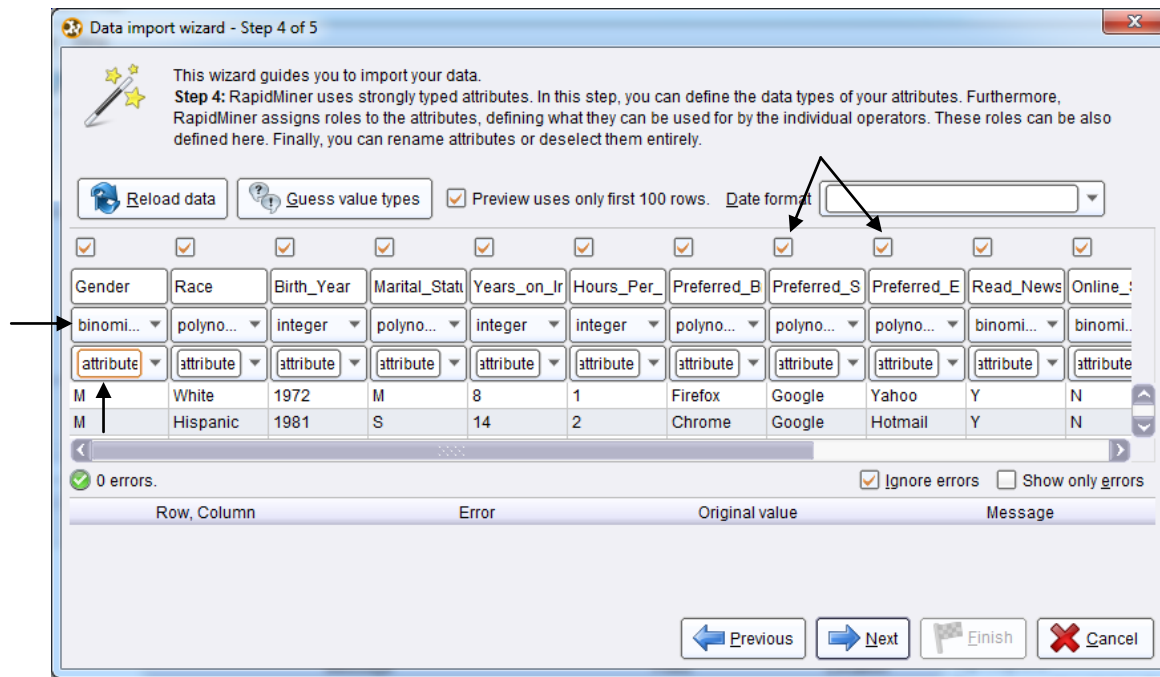 Data import wizard - Step 4 of 5
This wizard guides you to import your data.
Step 4: RapidMiner uses strongly typed attributes. In this step, you can define the data types of your attributes. Furthermore,
RapidMiner assigns roles to the attributes, defining what they can be used for by the individual operators. These roles can be also
defined here. Finally, you can rename attributes or deselect them entirely.
Reload data Guess value types Preview uses only first 100 rows. Date format
Gender Race Birth_Year Marital_Statu Years_on_Ir Hours_Per_ Preferred_B Preferred_S Preferred_E Read_News Online_S
binomi... polyno... integer polyno... integer integer polyno... polyno... polyno... binomi... binomi..
attribute attribute attribute attribute attribute attribute attribute attribute attribute attribute attribute
M White 1972 M 8 1 Firefox Google Yahoo Y N
M Hispanic 1981 S 14 2 Chrome Google Hotmail Y N
0 errors. Ignore errors Show only errors
Row, Column Error Original value Message
Previous Next Finish Cancel